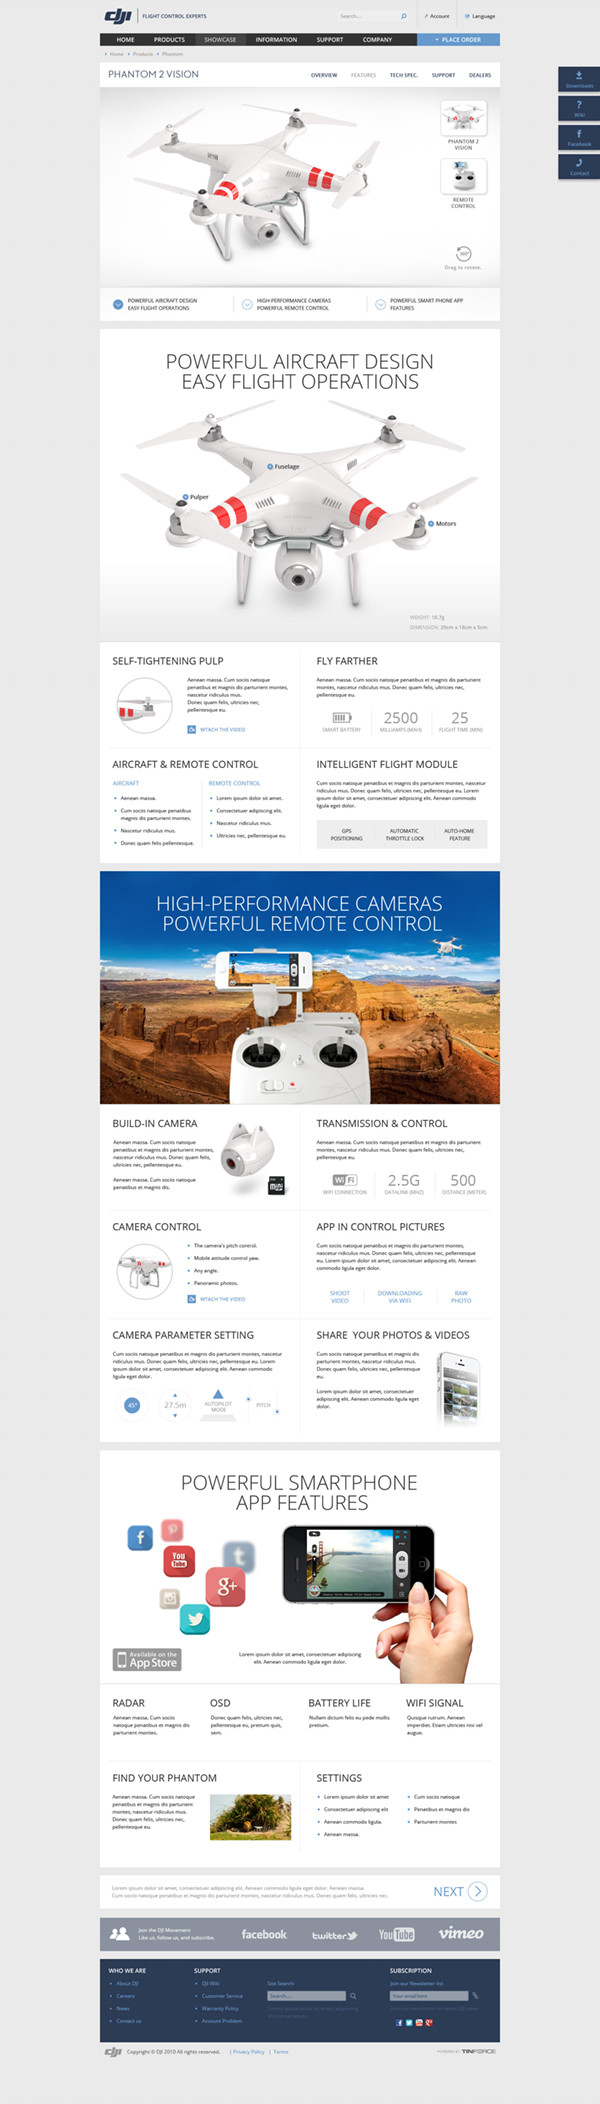 dji FLIGHT CONTROL EXPERTS
Search....
Account
Language
HOME PRODUCTS SHOWCASE INFORMATION SUPPORT COMPANY PLACE ORDER
Home Products Phantom
PHANTOM 2 VISION
OVERVIEW FEATURES TECH SPEC. SUPPORT DEALERS
Downloads
Wiki
Facebook
Contact
PHANTOM 2
VISION
REMOTE
CONTROL
360°
Drag to rotate.
POWERFUL AIRCRAFT DESIGN
EASY FLIGHT OPERATIONS
HIGH-PERFORMANCE CAMERAS
POWERFUL REMOTE CONTROL
POWERFUL SMART PHONE APP
FEATURES
POWERFUL AIRCRAFT DESIGN
EASY FLIGHT OPERATIONS
Fuselage
Pulper
Motors
WEIGHT: 18.7g
DIMENSION: 29cm x 18cm x 5cm
SELF-TIGHTENING PULP
Aenean massa. Cum sociis natoque
penatibus et magnis dis parturient montes,
nascetur ridiculus mus.
Donec quam felis, ultricies nec,
pellentesque eu.
WTACH THE VIDEO
FLY FARTHER
Aenean massa. Cum sociis natoque penatibus et magnis dis parturient
montes, nascetur ridiculus mus. Donec quam felis, ultricies nec,
pellentesque eu.
SMART BATTERY
2500
MILLIAMPS (MAH)
25
FLIGHT TIME (MIN)
AIRCRAFT & REMOTE CONTROL
AIRCRAFT
Aenean massa.
Cum sociis natoque penatibus
magnis dis parturient montes.
Nascetur ridiculus mus.
Donec quam felis pellentesque.
REMOTE CONTROL
Lorem ipsum dolor sit amet.
Consectetuer adipiscing elit.
Nascetur ridiculus mus.
Ultricies nec, pellentesque eu.
INTELLIGENT FLIGHT MODULE
Cum sociis natoque penatibus et magnis dis parturient montes, nascetur
ridiculus mus. Donec quam felis, ultricies nec, pellentesque eu. Lorem
ipsum dolor sit amet, consectetuer adipiscing elit. Aenean commodo
ligula eget dolor.
GPS
POSITIONING
AUTOMATIC
THROTTLE LOCK
AUTO-HOME
FEATURE
HIGH-PERFORMANCE CAMERAS
POWERFUL REMOTE CONTROL
BUILD-IN CAMERA
Aenean massa. Cum sociis natoque
penatibus et magnis dis parturient montes,
nascetur ridiculus mus. Donec quam felis,
ultricies nec, pellentesque eu.
Aenean massa. Cum sociis natoque
penatibus et magnis dis.
mini
TRANSMISSION & CONTROL
Aenean massa. Cum sociis natoque penatibus et magnis dis parturient
montes, nascetur ridiculus mus. Donec quam felis, ultricies nec,
pellentesque eu.
WiFi
WIFI CONNECTION
2.5G
DATALINK (MHZ)
500
DISTANCE (METER)
CAMERA CONTROL
The camera's pitch control.
Mobile attitude control yaw.
Any angle.
Panoramic photos.
WTACH THE VIDEO
APP IN CONTROL PICTURES
Cum sociis natoque penatibus et magnis dis parturient montes, nascetur
ridiculus mus. Donec quam felis, ultricies nec, pellentesque eu. Lorem
ipsum dolor sit amet, consectetuer adipiscing elit. Aenean commodo
ligula eget dolor.
SHOOT
VIDEO
DOWNLOADING
VIA WIFI
RAW
PHOTO
CAMERA PARAMETER SETTING
Cum sociis natoque penatibus et magnis dis parturient montes, nascetur
ridiculus mus. Donec quam felis, ultricies nec, pellentesque eu. Lorem
ipsum dolor sit amet, consectetuer adipiscing elit. Aenean commodo ligula
eget dolor.
45°
27.5m
AUTOPILOT
MODE
PITCH
SHARE YOUR PHOTOS & VIDEOS
Aenean massa. Cum sociis natoque
penatibus et magnis dis parturient montes,
nascetur ridiculus mus. Donec quam felis,
ultricies nec, pellentesque
eu.
Lorem ipsum dolor sit
amet, consectetuer
adipiscing elit. Aenean
commodo ligula eget
dolor.
POWERFUL SMARTPHONE
APP FEATURES
You
Tube
g+
Available on the
App Store
Lorem ipsum dolor sit amet, consectetuer adipiscing
elit. Aenean commodo ligula eget dolor.
RADAR
Aenean massa. Cum sociis
natoque penatibus et magnis dis
parturient montes.
OSD
Donec quam felis, ultricies nec,
pellentesque eu, pretium quis,
sem.
BATTERY LIFE
Nullam dictum felis eu pede mollis
pretium.
WIFI SIGNAL
Quisque rutrum. Aenean
imperdiet. Etiam ultricies nisi vel
augue.
FIND YOUR PHANTOM
Aenean massa. Cum sociis natoque
penatibus et magnis dis parturient
montes, nascetur ridiculus mus.
Donec quam felis, ultricies nec,
pellentesque eu.
SETTINGS
Lorem ipsum dolor sit amet
Consectetuer adipiscing elit
Aenean commodo ligula.
Aenean massa.
Cum sociis natoque
Penatibus et magnis dis
Parturient montes
Lorem ipsum dolor sit amet, consectetuer adipiscing elit. Aenean commodo ligula eget dolor. Aenean massa.
Cum sociis natoque penatibus et magnis dis parturient montes, nascetur ridiculus mus. Donec quam felis, ultricies nec.
NEXT
Join the DJI Movement
Like us, follow us, and subscribe.
facebook twitter YouTube vimeo
WHO WE ARE
About DJI
Careers
News
Contact us
SUPPORT
DJI Wiki
Customer Service
Warranty Policy
Account Problem
Site Search
Search....
SUBSCRIPTION
Join our Newsletter list
Your email here
dji Copyright © DJI 2010 All rights reserved. | Privacy Policy | Terms
POWERED BY TINFORCE